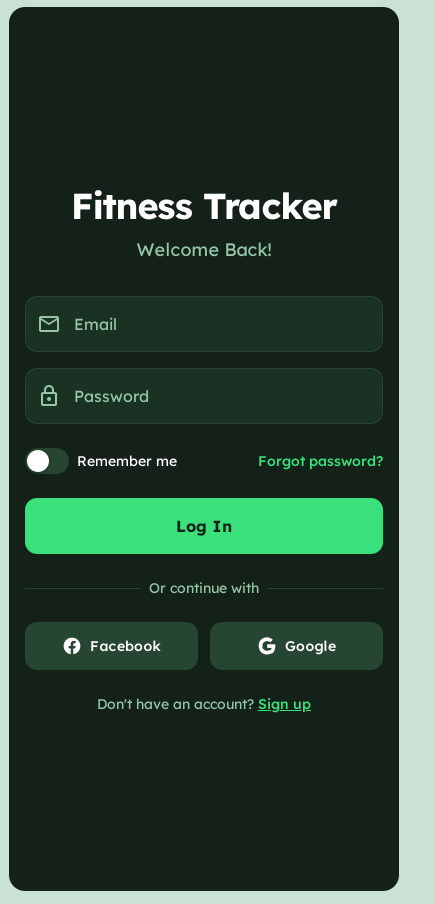 Fitness Tracker
Welcome Back!
Email
Password
Remember me Forgot password?
Log In
Or continue with
Facebook Google
Don't have an account? Sign up